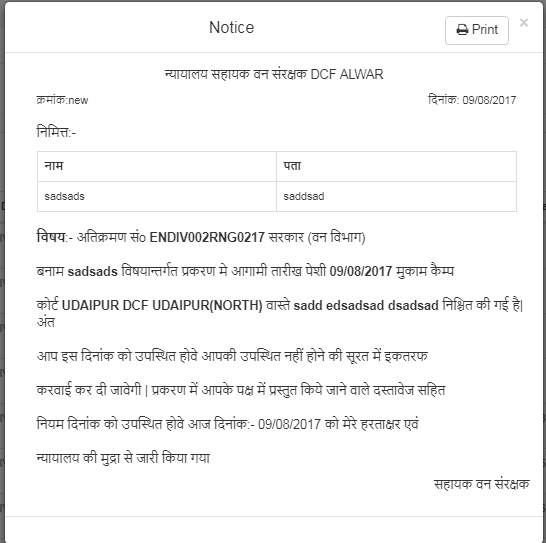 Notice
Print ×
न्यायालय सहायक वन संरक्षक DCF ALWAR
क्रमांक:new दिनांक: 09/08/2017
निमित्त:-
नाम पता
sadsads saddsad
विषय:- अतिक्रमण संo ENDIV002RNG0217 सरकार (वन विभाग)
बनाम sadsads विषयान्तर्गत प्रकरण मे आगामी तारीख पेशी 09/08/2017 मुकाम कैम्प
कोर्ट UDAIPUR DCF UDAIPUR(NORTH) वास्ते sadd edsadsad dsadsad निश्चित की गई है|
अंत
आप इस दिनांक को उपस्थित होवे आपकी उपस्थित नहीं होने की सूरत में इकतरफ
करवाई कर दी जावेगी | प्रकरण में आपके पक्ष में प्रस्तुत किये जाने वाले दस्तावेज सहित
नियम दिनांक को उपस्थित होवे आज दिनांक:- 09/08/2017 को मेरे हस्ताक्षर एवं
न्यायालय की मुद्रा से जारी किया गया
सहायक वन संरक्षक